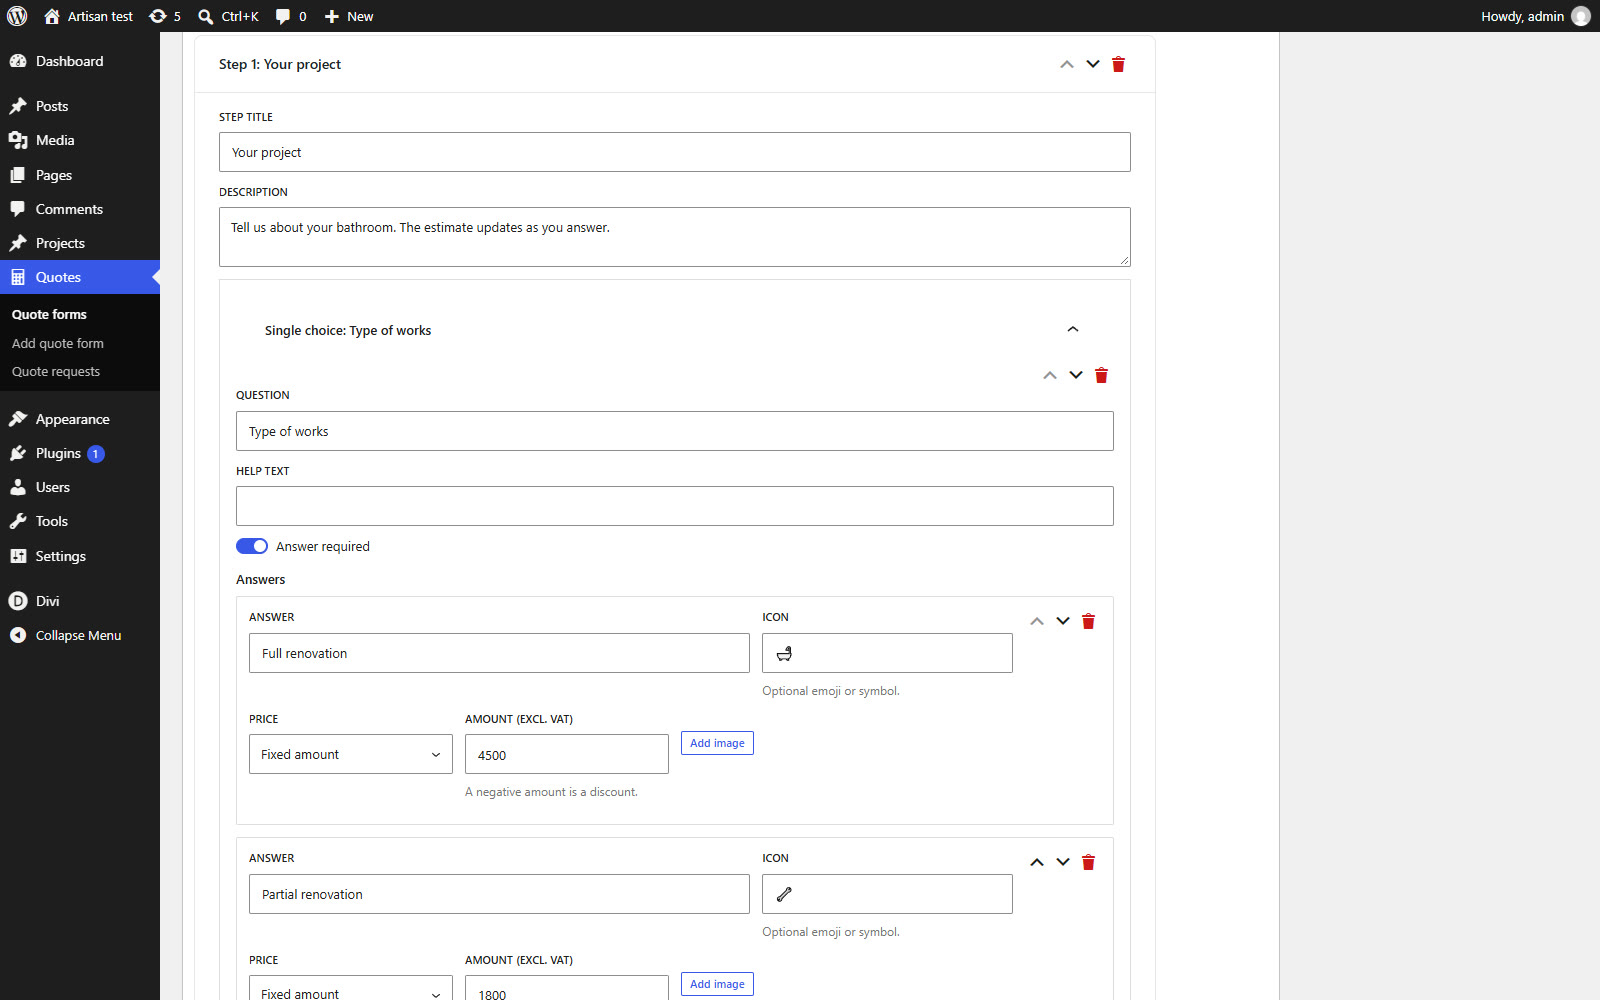 Artisan test
5
Ctrl+K
0
New
Howdy, admin
Dashboard
Posts
Media
Pages
Comments
Projects
Quotes
Quote forms
Add quote form
Quote requests
Appearance
Plugins 1
Users
Tools
Settings
Divi
Collapse Menu
Step 1: Your project
STEP TITLE
Your project
DESCRIPTION
Tell us about your bathroom. The estimate updates as you answer.
Single choice: Type of works
QUESTION
Type of works
HELP TEXT
Answer required
Answers
ANSWER
ICON
Full renovation
Optional emoji or symbol.
PRICE
AMOUNT (EXCL. VAT)
Fixed amount
4500
Add image
A negative amount is a discount.
ANSWER
ICON
Partial renovation
Optional emoji or symbol.
PRICE
AMOUNT (EXCL. VAT)
Fixed amount
1800
Add image